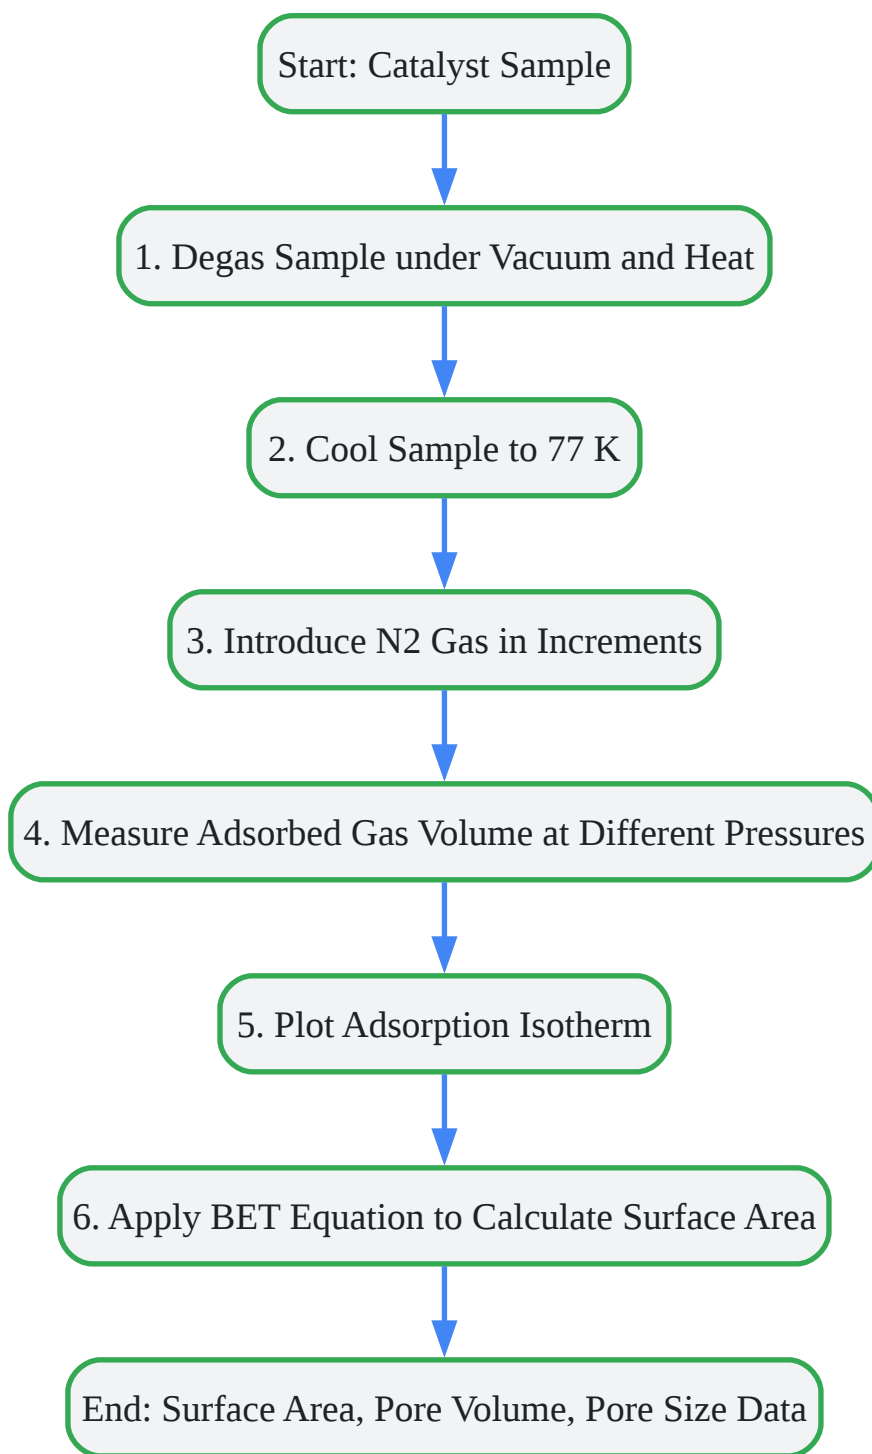 Start: Catalyst Sample
1. Degas Sample under Vacuum and Heat
2. Cool Sample to 77 K
3. Introduce N2 Gas in Increments
4. Measure Adsorbed Gas Volume at Different Pressures
5. Plot Adsorption Isotherm
6. Apply BET Equation to Calculate Surface Area
End: Surface Area, Pore Volume, Pore Size Data